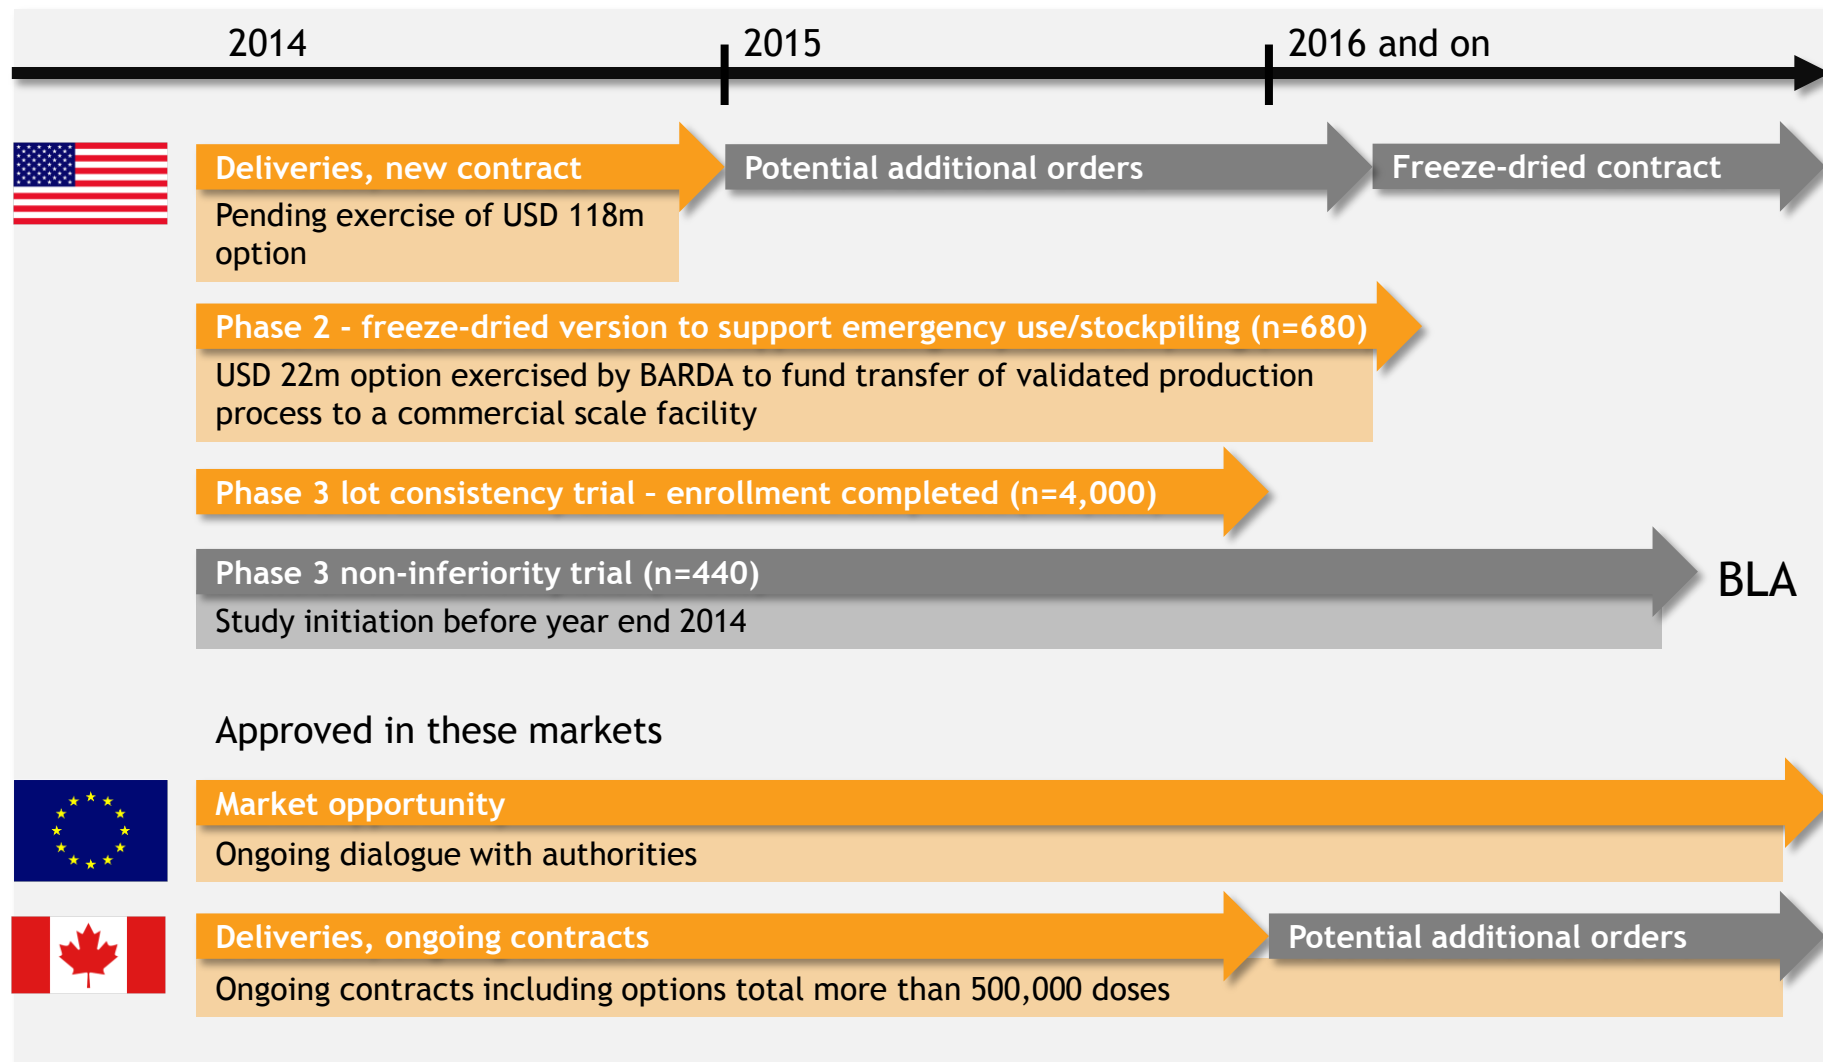 2014
2015
2016 and on
Deliveries, new contract
Potential additional orders
Freeze-dried contract
Pending exercise of USD 118m
option
Phase 2 - freeze-dried version to support emergency use/stockpiling (n=680)
USD 22m option exercised by BARDA to fund transfer of validated production
process to a commercial scale facility
Phase 3 lot consistency trial – enrollment completed (n=4,000)
Phase 3 non-inferiority trial (n=440)
BLA
Study initiation before year end 2014
Approved in these markets
Market opportunity
Ongoing dialogue with authorities
Deliveries, ongoing contracts
Potential additional orders
Ongoing contracts including options total more than 500,000 doses